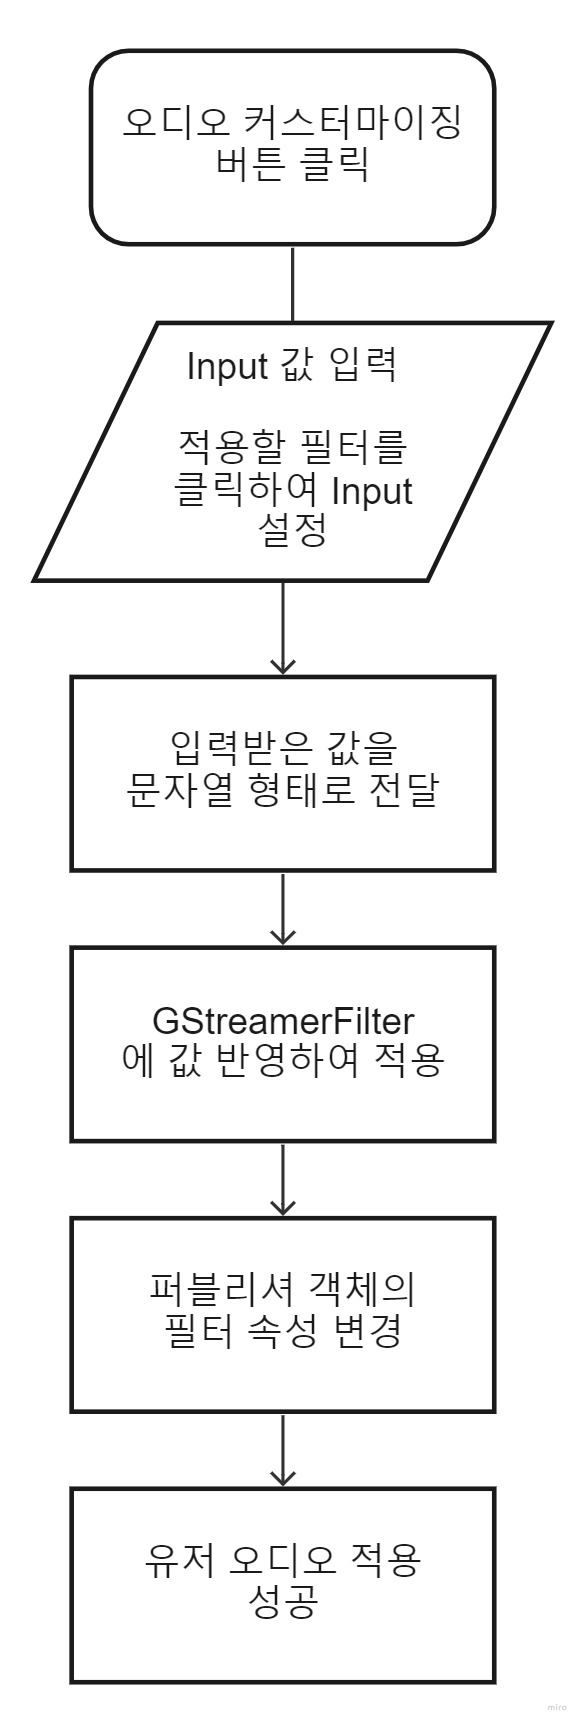 오디오 커스터마이징
버튼 클릭
Input 값 입력
적용할 필터를
클릭하여 Input
설정
입력받은 값을
문자열 형태로 전달
GStreamerFilter
에 값 반영하여 적용
퍼블리셔 객체의
필터 속성 변경
유저 오디오 적용
성공
miro